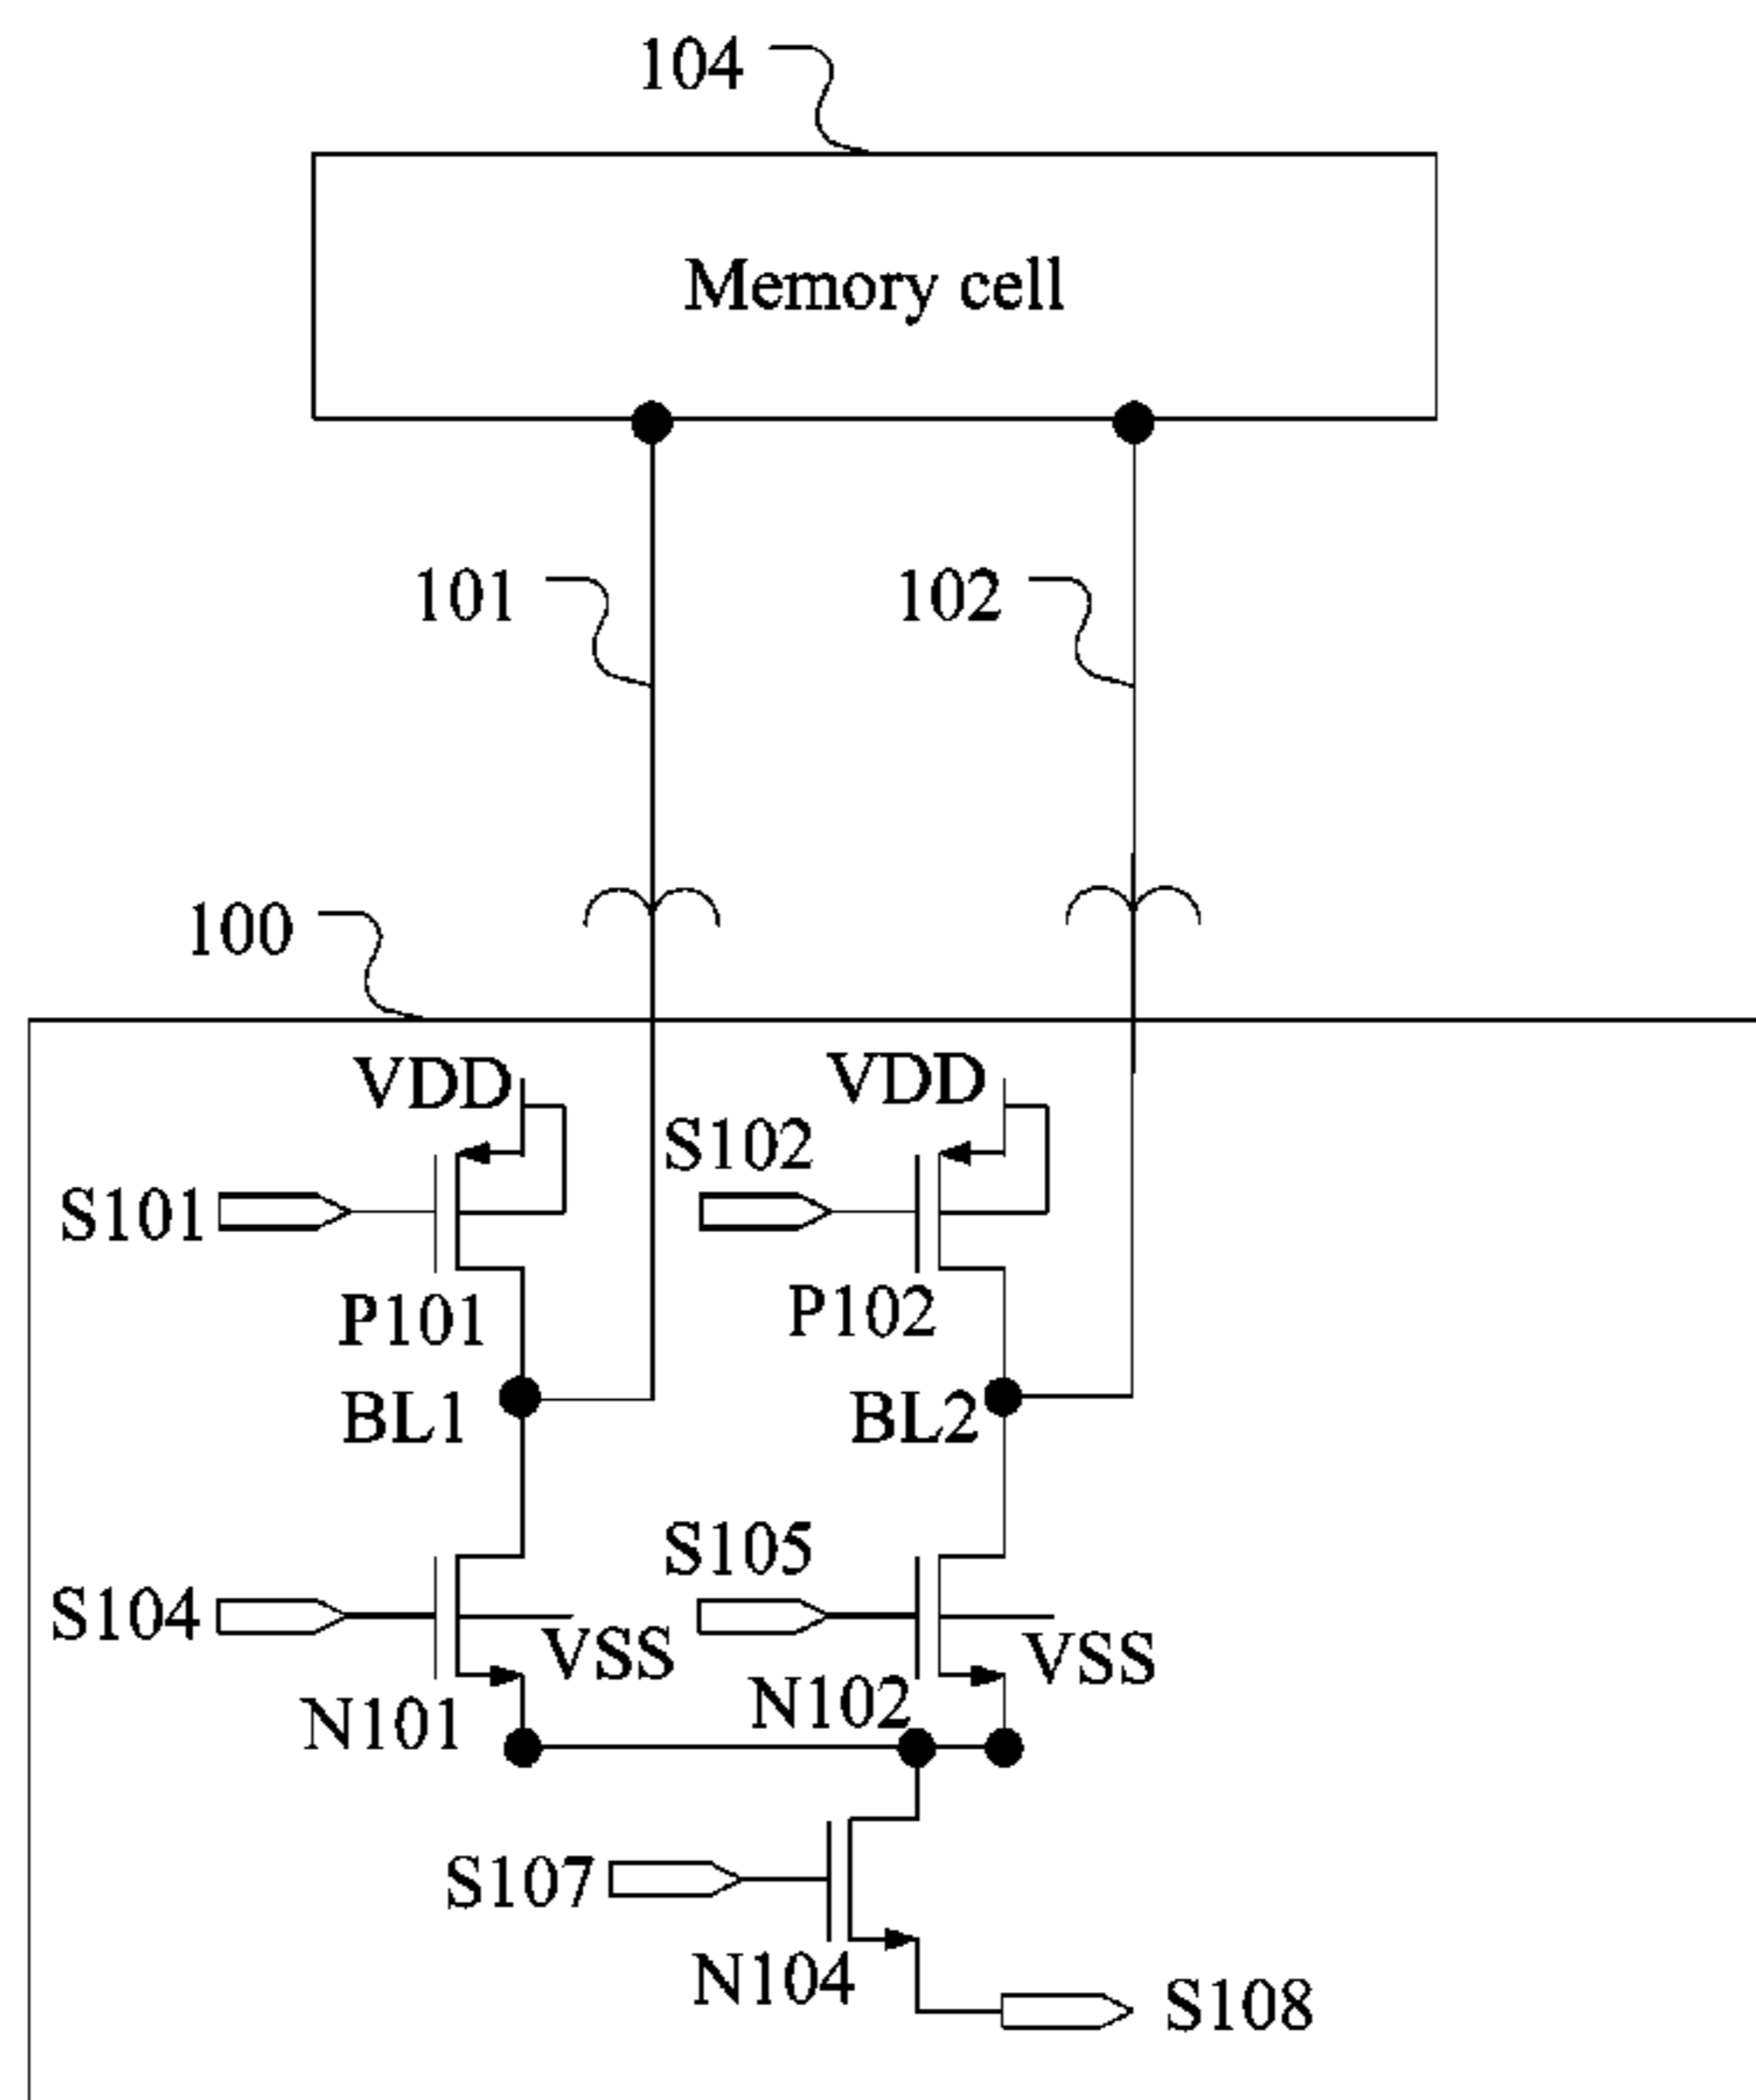 104
Memory cell
101
102
100
VDD
VDD
S102
S101
P101
P102
BL1
BL2
S105
S104
VSS
VSS
N102
N101
S107
N104
S108